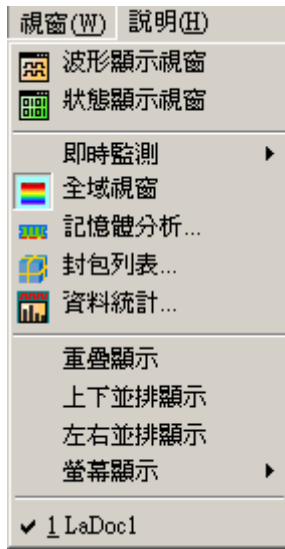 視窗(W) 說明(H)
波形顯示視窗
狀態顯示視窗
即時監測
全域視窗
記憶體分析...
封包列表...
資料統計...
重疊顯示
上下並排顯示
左右並排顯示
螢幕顯示
1 LaDoc1